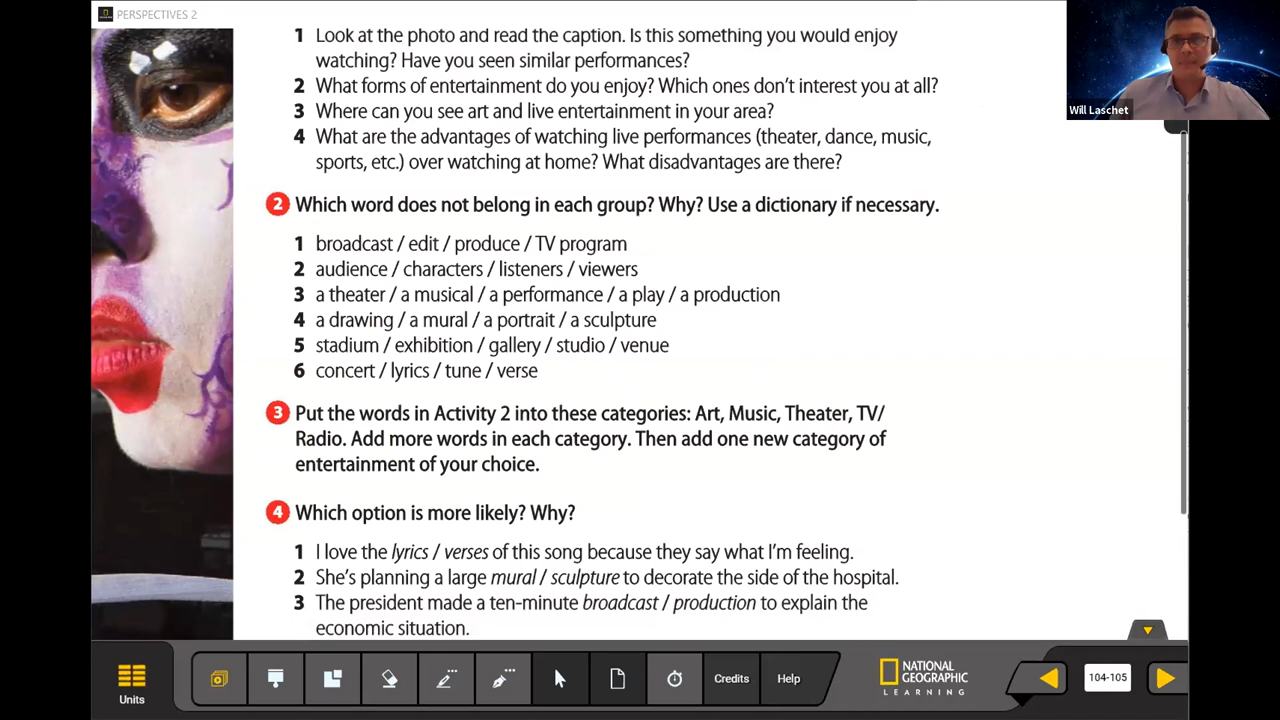 PERSPECTIVES 2
1 Look at the photo and read the caption. Is this something you would enjoy
watching? Have you seen similar performances?
2 What forms of entertainment do you enjoy? Which ones don't interest you at all?
3 Where can you see art and live entertainment in your area?
4 What are the advantages of watching live performances (theater, dance, music,
sports, etc.) over watching at home? What disadvantages are there?
2 Which word does not belong in each group? Why? Use a dictionary if necessary.
1 broadcast / edit / produce / TV program
2 audience / characters / listeners / viewers
3 a theater / a musical / a performance / a play / a production
4 a drawing / a mural / a portrait / a sculpture
5 stadium / exhibition / gallery / studio / venue
6 concert / lyrics / tune / verse
3 Put the words in Activity 2 into these categories: Art, Music, Theater, TV/
Radio. Add more words in each category. Then add one new category of
entertainment of your choice.
4 Which option is more likely? Why?
1 I love the lyrics / verses of this song because they say what I'm feeling.
2 She's planning a large mural / sculpture to decorate the side of the hospital.
3 The president made a ten-minute broadcast / production to explain the
economic situation.
Will Laschet
Units
Credits
Help
NATIONAL
GEOGRAPHIC
LEARNING
104-105